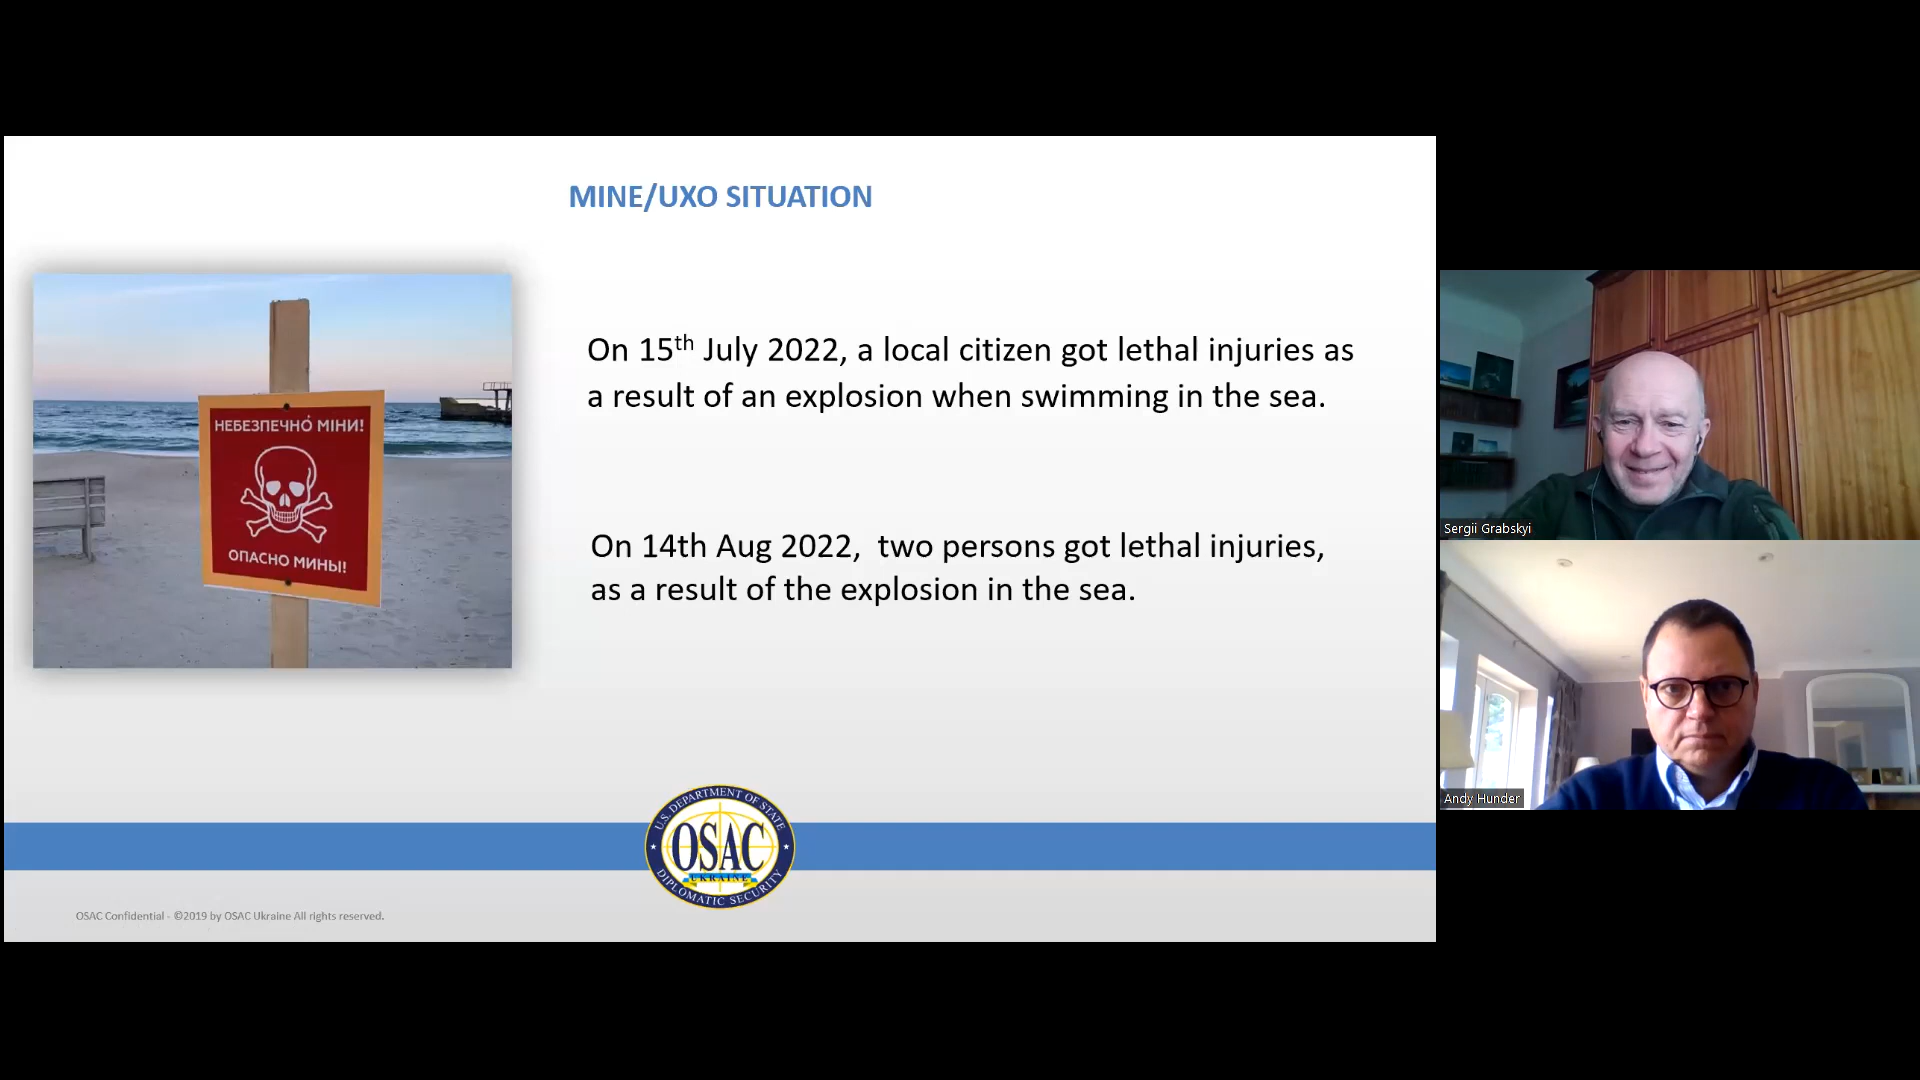 MINE/UXO SITUATION
НЕБЕЗПЕЧНО МІНИ!
ОПАСНО МИНЫ!
On 15th July 2022, a local citizen got lethal injuries as
a result of an explosion when swimming in the sea.
On 14th Aug 2022,  two persons got lethal injuries,
as a result of the explosion in the sea.
U.S. DEPARTMENT OF STATE
OSAC
UKRAINE
DIPLOMATIC SECURITY
OSAC Confidential - ©2019 by OSAC Ukraine All rights reserved.
Sergii Grabskyi
Andy Hunder